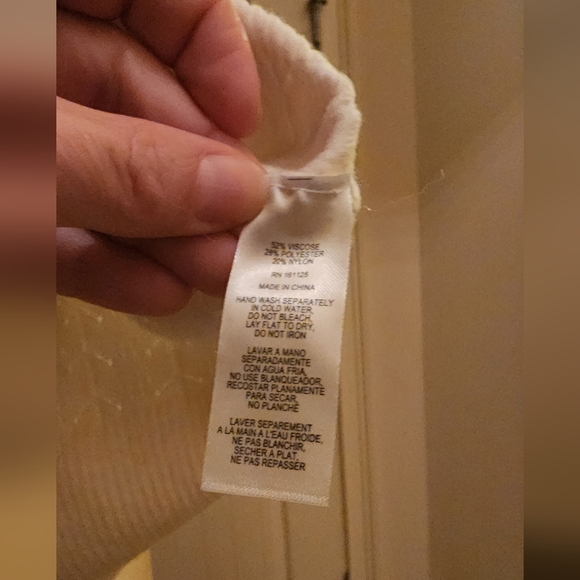 52% VISCOSE
28% POLYESTER
20% NYLON
RN 161125
MADE IN CHINA
HAND WASH SEPARATELY
IN COLD WATER,
DO NOT BLEACH,
LAY FLAT TO DRY,
DO NOT IRON
LAVAR A MANO
SEPARADAMENTE
CON AGUA FRIA,
NO USE BLANQUEADOR,
RECOSTAR PLANAMENTE
PARA SECAR,
NO PLANCHE
LAVER SEPAREMENT
A LA MAIN A L'EAU FROIDE,
NE PAS BLANCHIR,
SECHER A PLAT,
NE PAS REPASSER